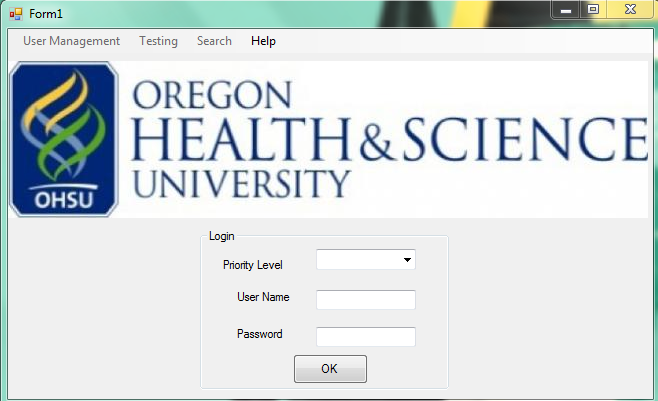 Form1
User Management Testing Search Help
OREGON
HEALTH&SCIENCE
UNIVERSITY
OHSU
Login
Priority Level
User Name
Password
OK